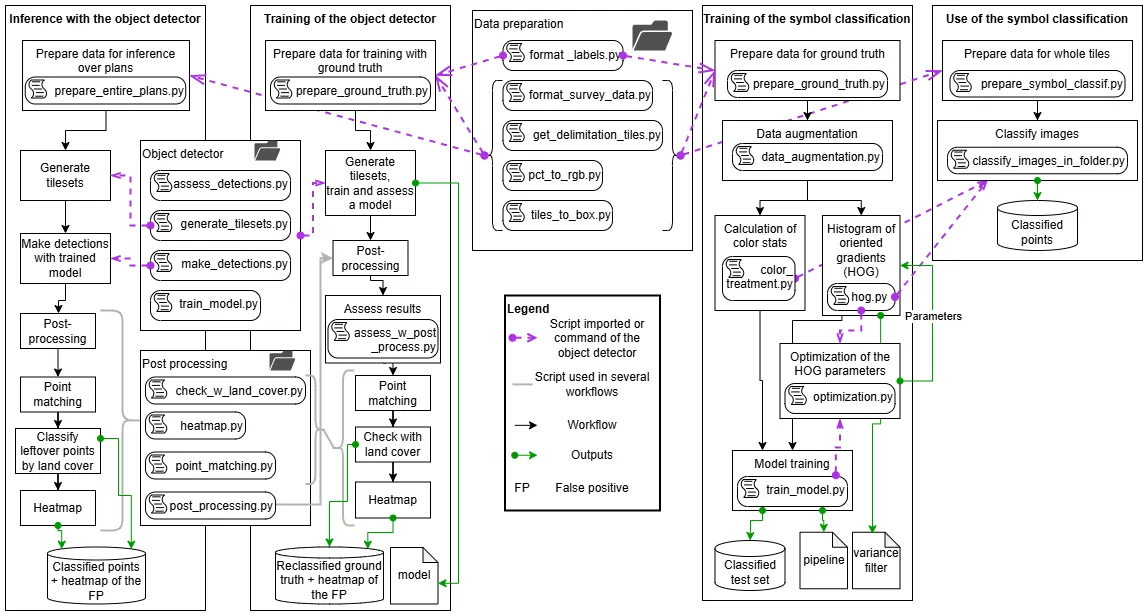 Inference with the object detector
Prepare data for inference
over plans
prepare_entire_plans.py
Generate
tilesets
Make detections
with trained
model
Post-
processing
Point
matching
Classify
leftover points
by land cover
Heatmap
Classified points
+ heatmap of the
FP
Object detector
assess_detections.py
generate_tilesets.py
make_detections.py
train_model.py
Post processing
check_w_land_cover.py
heatmap.py
point_matching.py
post_processing.py
Training of the object detector
Prepare data for training with
ground truth
prepare_ground_truth.py
Generate
tilesets,
train and assess
a model
Post-
processing
Assess results
assess_w_post
_process.py
Point
matching
Check with
land cover
Heatmap
Reclassified ground
truth + heatmap of
the FP
model
Data preparation
format _labels.py
format_survey_data.py
get_delimitation_tiles.py
pct_to_rgb.py
tiles_to_box.py
Legend
Script imported or
command of the
object detector
Script used in several
workflows
Workflow
Outputs
FP
False positive
Training of the symbol classification
Prepare data for ground truth
prepare_ground_truth.py
Data augmentation
data_augmentation.py
Calculation of
color stats
color_
treatment.py
Histogram of
oriented
gradients
(HOG)
hog.py
Parameters
Optimization of the
HOG parameters
optimization.py
Model training
train_model.py
Classified
test set
pipeline
variance
filter
Use of the symbol classification
Prepare data for whole tiles
prepare_symbol_classif.py
Classify images
classify_images_in_folder.py
Classified
points